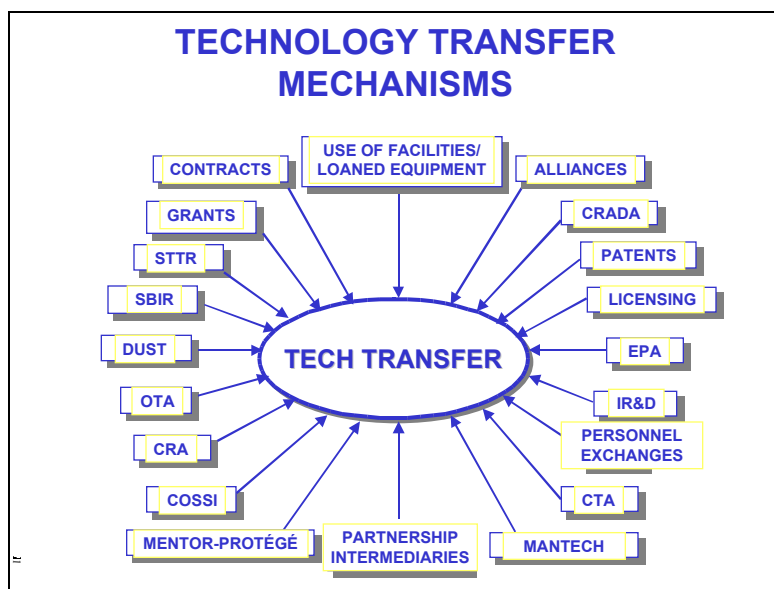 TECHNOLOGY TRANSFER
MECHANISMS
USE OF FACILITIES/
LOANED EQUIPMENT
CONTRACTS
ALLIANCES
GRANTS
CRADA
STTR
PATENTS
SBIR
LICENSING
DUST
TECH TRANSFER
EPA
OTA
IR&D
CRA
PERSONNEL
EXCHANGES
COSSI
CTA
MENTOR-PROTÉGÉ
PARTNERSHIP
INTERMEDIARIES
MANTECH